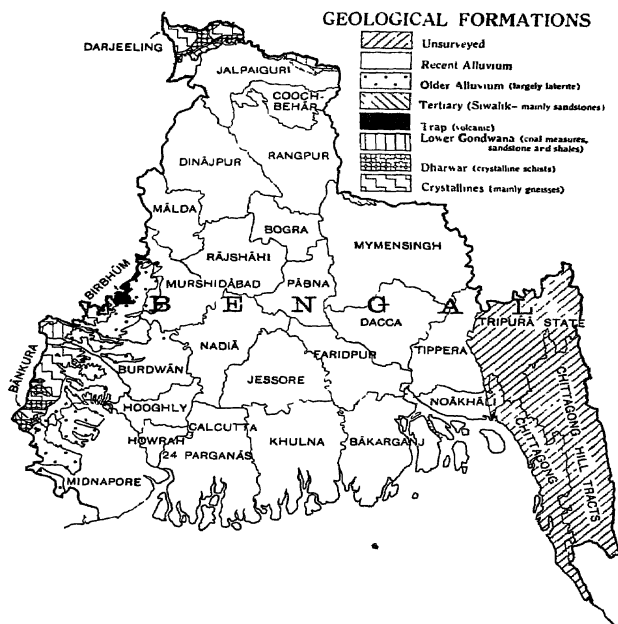 GEOLOGICAL FORMATIONS
Unsurveyed
Recent Alluvium
Older Alluvium (largely laterite)
Tertiary (Siwalik- mainly sandstones)
Trap (volcanic)
Lower Gondwana (coal measures,
sandstone and shales)
Dharwar (crystalline schists)
Crystallines (mainly gneisses)
DARJEELING
JALPAIGURI
COOCH-
BEHĀR
DINĀJPUR
RANGPUR
MĀLDA
BOGRA
MYMENSINGH
RĀJSHĀHI
BIRBHŪM
MURSHIDĀBAD
PĀBNA
BENGAL
DACCA
TRIPURĀ STATE
NADIĀ
FARIDPUR
TIPPERA
BĀNKURA
BURDWĀN
JESSORE
NOĀKHĀLI
HOOGHLY
CALCUTTA
HOWRAH
24 PARGANĀS
KHULNA
BĀKARGANJ
MIDNAPORE
CHITTAGONG
CHITTAGONG HILL TRACTS